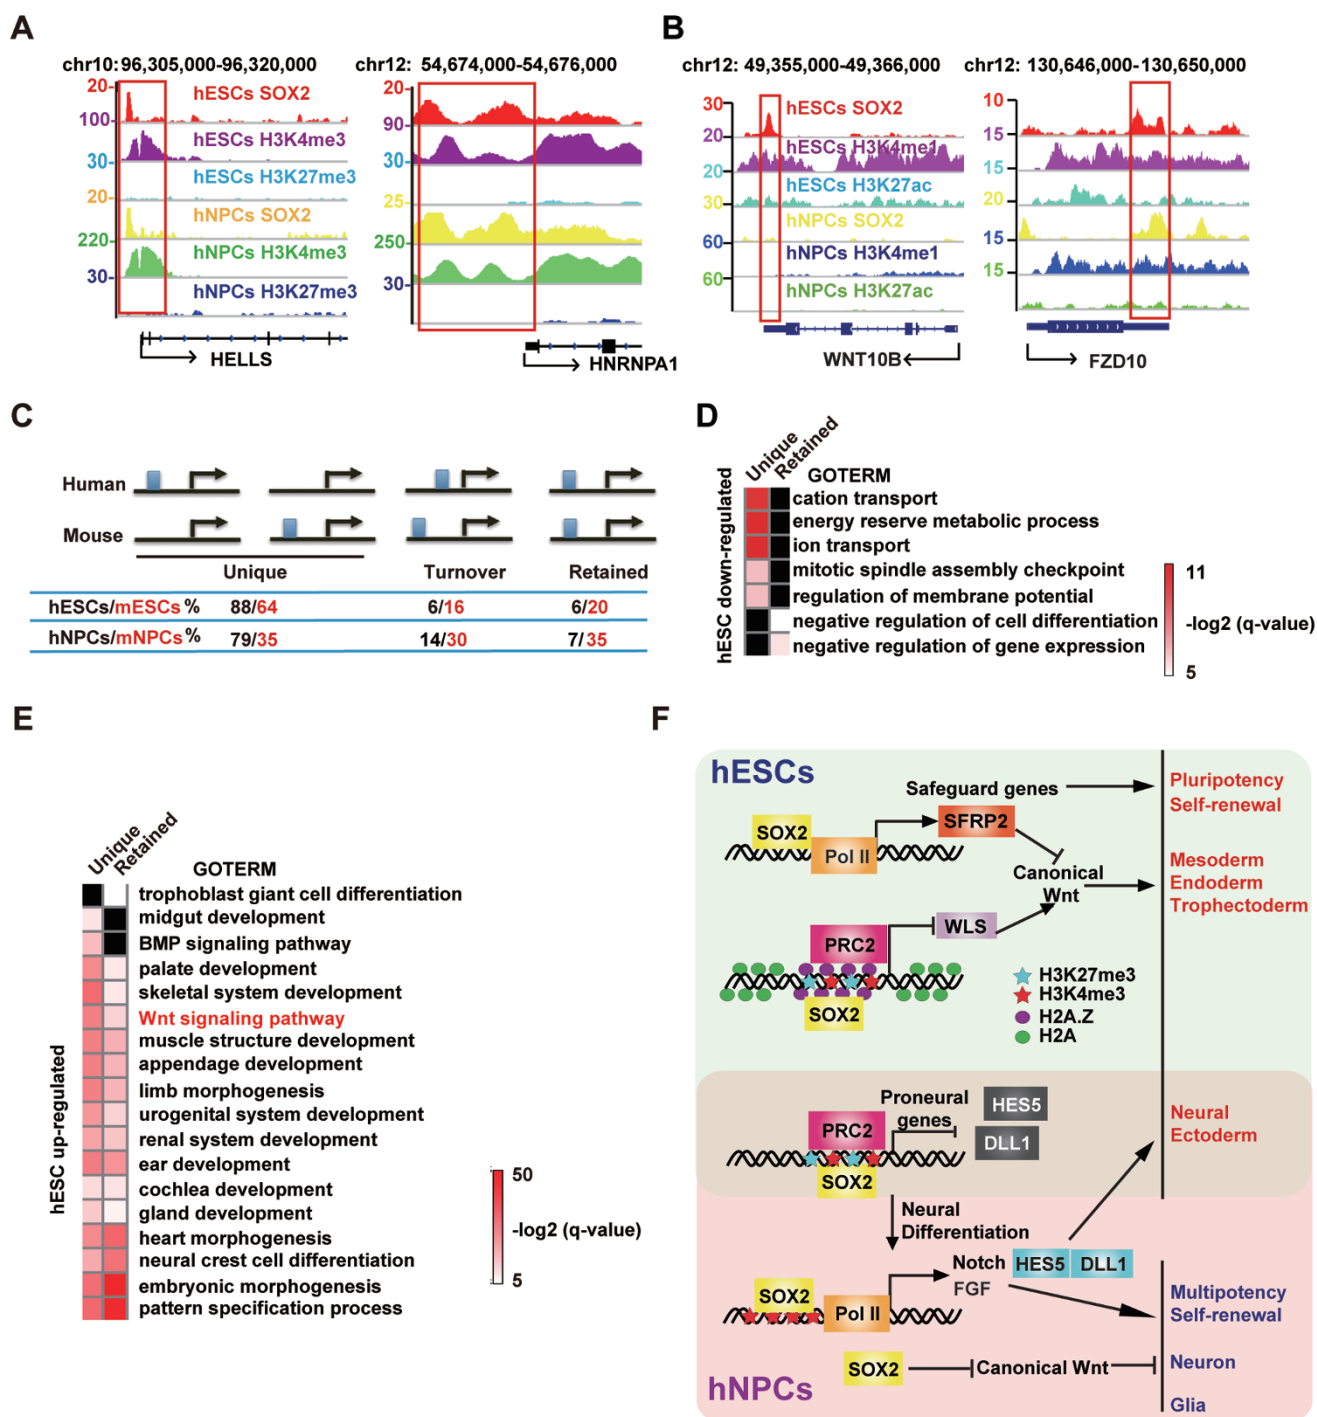 A
chr10: 96,305,000-96,320,000
20
hESCs SOX2
100
hESCs H3K4me3
30
hESCs H3K27me3
20
hNPCs SOX2
220
hNPCs H3K4me3
30
hNPCs H3K27me3
HELLS
chr12: 54,674,000-54,676,000
20
90
30
25
250
30
HNRNPA1
B
chr12: 49,355,000-49,366,000
30
hESCs SOX2
20
hESCs H3K4me1
20
hESCs H3K27ac
30
hNPCs SOX2
60
hNPCs H3K4me1
60
hNPCs H3K27ac
WNT10B
chr12: 130,646,000-130,650,000
10
15
15
20
15
15
FZD10
C
Human
Mouse
Unique Turnover Retained
hESCs/mESCs % 88/64 6/16 6/20
hNPCs/mNPCs % 79/35 14/30 7/35
D
Unique
Retained
GOTERM
hESC down-regulated
cation transport
energy reserve metabolic process
ion transport
mitotic spindle assembly checkpoint
regulation of membrane potential
negative regulation of cell differentiation
negative regulation of gene expression
11
-log2 (q-value)
5
E
Unique
Retained
GOTERM
hESC up-regulated
trophoblast giant cell differentiation
midgut development
BMP signaling pathway
palate development
skeletal system development
Wnt signaling pathway
muscle structure development
appendage development
limb morphogenesis
urogenital system development
renal system development
ear development
cochlea development
gland development
heart morphogenesis
neural crest cell differentiation
embryonic morphogenesis
pattern specification process
50
-log2 (q-value)
5
F
hESCs
Safeguard genes
Pluripotency
Self-renewal
SOX2
Pol II
SFRP2
Canonical
Wnt
Mesoderm
Endoderm
Trophectoderm
PRC2
WLS
SOX2
H3K27me3
H3K4me3
H2A.Z
H2A
Proneural
genes
HES5
DLL1
PRC2
SOX2
Neural
Ectoderm
Neural
Differentiation
Notch
FGF
HES5
DLL1
SOX2
Pol II
Multipotency
Self-renewal
SOX2
Canonical Wnt
Neuron
hNPCs
Glia